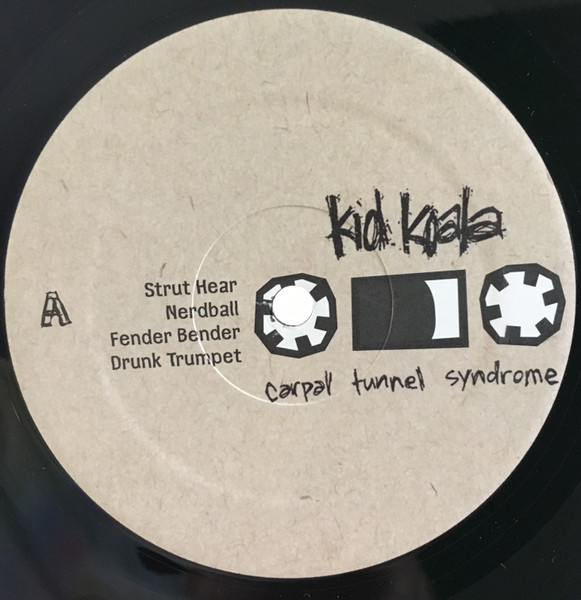 kid koala
A
Strut Hear
Nerdball
Fender Bender
Drunk Trumpet
carpal tunnel syndrome